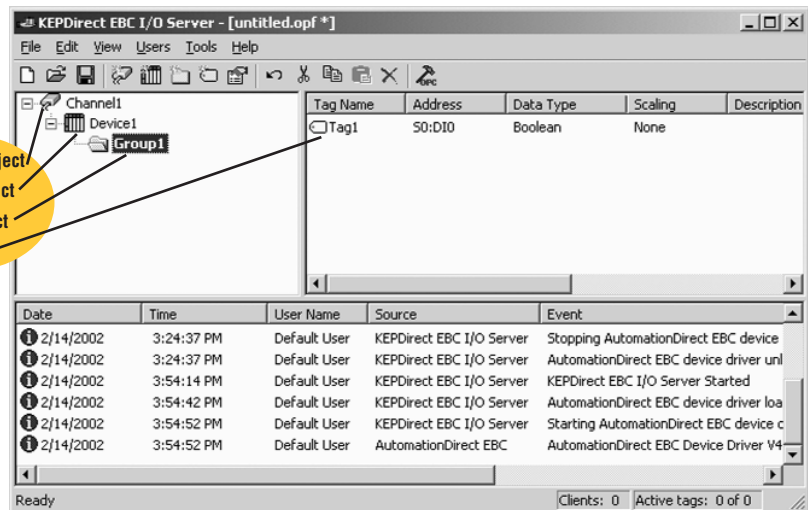 KEPDirect EBC I/O Server - [untitled.opf *]
File Edit View Users Tools Help
OPC
Channel1
Device1
Group1
ject
ct
ct
Tag Name Address Data Type Scaling Description
Tag1 S0:DI0 Boolean None
Date Time User Name Source Event
2/14/2002 3:24:37 PM Default User KEPDirect EBC I/O Server Stopping AutomationDirect EBC device
2/14/2002 3:24:37 PM Default User KEPDirect EBC I/O Server AutomationDirect EBC device driver unl
2/14/2002 3:54:14 PM Default User KEPDirect EBC I/O Server KEPDirect EBC I/O Server Started
2/14/2002 3:54:42 PM Default User KEPDirect EBC I/O Server AutomationDirect EBC device driver loa
2/14/2002 3:54:52 PM Default User KEPDirect EBC I/O Server Starting AutomationDirect EBC device d
2/14/2002 3:54:52 PM Default User AutomationDirect EBC AutomationDirect EBC Device Driver V4
Ready Clients: 0 Active tags: 0 of 0